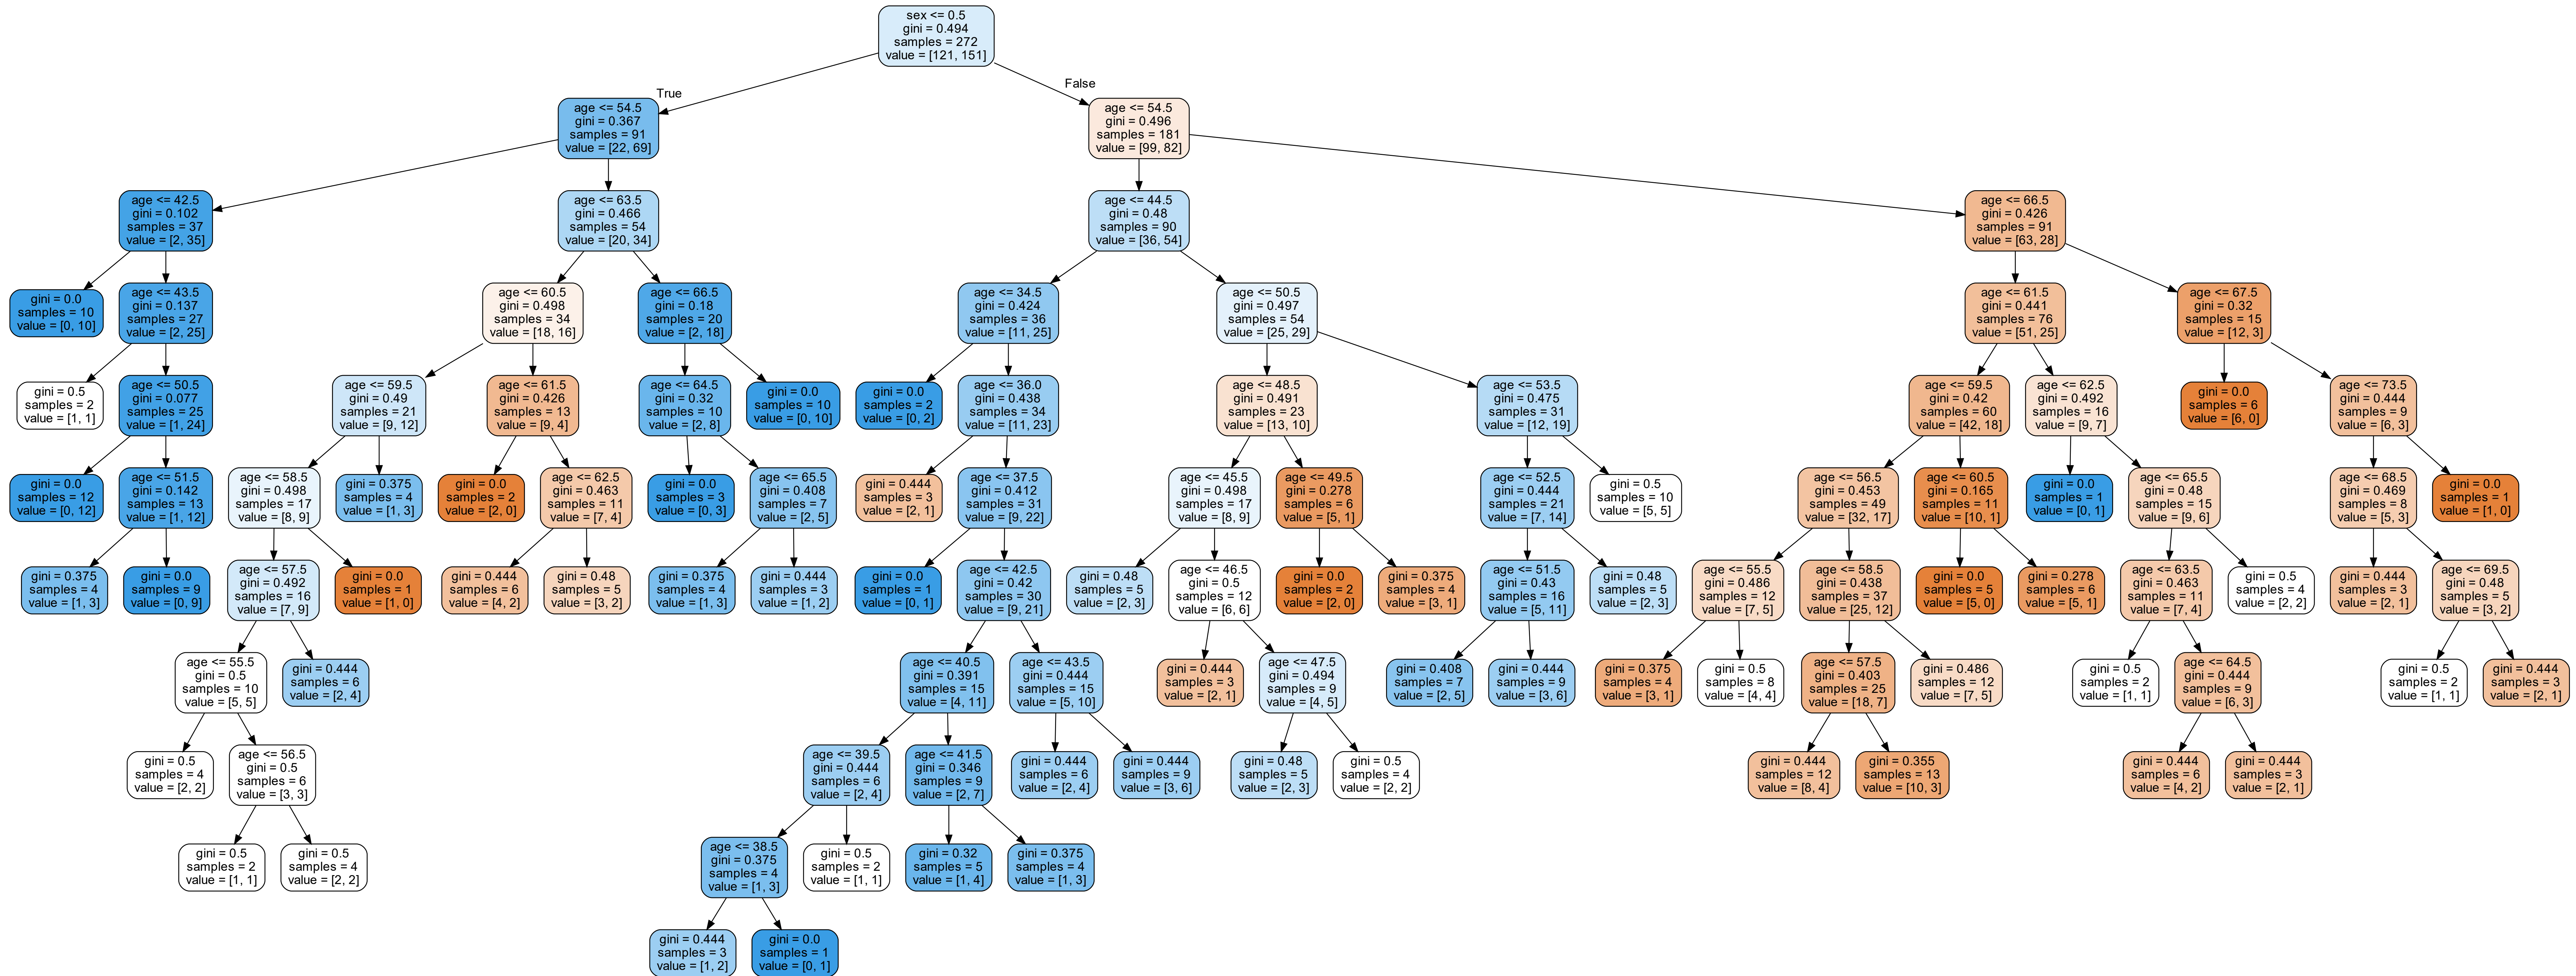 sex <= 0.5
gini = 0.494
samples = 272
value = [121, 151]
True
False
age <= 54.5
gini = 0.367
samples = 91
value = [22, 69]
age <= 54.5
gini = 0.496
samples = 181
value = [99, 82]
age <= 42.5
gini = 0.102
samples = 37
value = [2, 35]
age <= 63.5
gini = 0.466
samples = 54
value = [20, 34]
age <= 44.5
gini = 0.48
samples = 90
value = [36, 54]
age <= 66.5
gini = 0.426
samples = 91
value = [63, 28]
gini = 0.0
samples = 10
value = [0, 10]
age <= 43.5
gini = 0.137
samples = 27
value = [2, 25]
age <= 60.5
gini = 0.498
samples = 34
value = [18, 16]
age <= 66.5
gini = 0.18
samples = 20
value = [2, 18]
age <= 34.5
gini = 0.424
samples = 36
value = [11, 25]
age <= 50.5
gini = 0.497
samples = 54
value = [25, 29]
age <= 61.5
gini = 0.441
samples = 76
value = [51, 25]
age <= 67.5
gini = 0.32
samples = 15
value = [12, 3]
gini = 0.5
samples = 2
value = [1, 1]
age <= 50.5
gini = 0.077
samples = 25
value = [1, 24]
age <= 59.5
gini = 0.49
samples = 21
value = [9, 12]
age <= 61.5
gini = 0.426
samples = 13
value = [9, 4]
age <= 64.5
gini = 0.32
samples = 10
value = [2, 8]
gini = 0.0
samples = 10
value = [0, 10]
gini = 0.0
samples = 2
value = [0, 2]
age <= 36.0
gini = 0.438
samples = 34
value = [11, 23]
age <= 48.5
gini = 0.491
samples = 23
value = [13, 10]
age <= 53.5
gini = 0.475
samples = 31
value = [12, 19]
age <= 59.5
gini = 0.42
samples = 60
value = [42, 18]
age <= 62.5
gini = 0.492
samples = 16
value = [9, 7]
gini = 0.0
samples = 6
value = [6, 0]
age <= 73.5
gini = 0.444
samples = 9
value = [6, 3]
gini = 0.0
samples = 12
value = [0, 12]
age <= 51.5
gini = 0.142
samples = 13
value = [1, 12]
age <= 58.5
gini = 0.498
samples = 17
value = [8, 9]
gini = 0.375
samples = 4
value = [1, 3]
gini = 0.0
samples = 2
value = [2, 0]
age <= 62.5
gini = 0.463
samples = 11
value = [7, 4]
gini = 0.0
samples = 3
value = [0, 3]
age <= 65.5
gini = 0.408
samples = 7
value = [2, 5]
gini = 0.444
samples = 3
value = [2, 1]
age <= 37.5
gini = 0.412
samples = 31
value = [9, 22]
age <= 45.5
gini = 0.498
samples = 17
value = [8, 9]
age <= 49.5
gini = 0.278
samples = 6
value = [5, 1]
age <= 52.5
gini = 0.444
samples = 21
value = [7, 14]
gini = 0.5
samples = 10
value = [5, 5]
age <= 56.5
gini = 0.453
samples = 49
value = [32, 17]
age <= 60.5
gini = 0.165
samples = 11
value = [10, 1]
gini = 0.0
samples = 1
value = [0, 1]
age <= 65.5
gini = 0.48
samples = 15
value = [9, 6]
age <= 68.5
gini = 0.469
samples = 8
value = [5, 3]
gini = 0.0
samples = 1
value = [1, 0]
gini = 0.375
samples = 4
value = [1, 3]
gini = 0.0
samples = 9
value = [0, 9]
age <= 57.5
gini = 0.492
samples = 16
value = [7, 9]
gini = 0.0
samples = 1
value = [1, 0]
gini = 0.444
samples = 6
value = [4, 2]
gini = 0.48
samples = 5
value = [3, 2]
gini = 0.375
samples = 4
value = [1, 3]
gini = 0.444
samples = 3
value = [1, 2]
gini = 0.0
samples = 1
value = [0, 1]
age <= 42.5
gini = 0.42
samples = 30
value = [9, 21]
gini = 0.48
samples = 5
value = [2, 3]
age <= 46.5
gini = 0.5
samples = 12
value = [6, 6]
gini = 0.0
samples = 2
value = [2, 0]
gini = 0.375
samples = 4
value = [3, 1]
age <= 51.5
gini = 0.43
samples = 16
value = [5, 11]
gini = 0.48
samples = 5
value = [2, 3]
age <= 55.5
gini = 0.486
samples = 12
value = [7, 5]
age <= 58.5
gini = 0.438
samples = 37
value = [25, 12]
gini = 0.0
samples = 5
value = [5, 0]
gini = 0.278
samples = 6
value = [5, 1]
age <= 63.5
gini = 0.463
samples = 11
value = [7, 4]
gini = 0.5
samples = 4
value = [2, 2]
gini = 0.444
samples = 3
value = [2, 1]
age <= 69.5
gini = 0.48
samples = 5
value = [3, 2]
age <= 55.5
gini = 0.5
samples = 10
value = [5, 5]
gini = 0.444
samples = 6
value = [2, 4]
age <= 40.5
gini = 0.391
samples = 15
value = [4, 11]
age <= 43.5
gini = 0.444
samples = 15
value = [5, 10]
gini = 0.444
samples = 3
value = [2, 1]
age <= 47.5
gini = 0.494
samples = 9
value = [4, 5]
gini = 0.408
samples = 7
value = [2, 5]
gini = 0.444
samples = 9
value = [3, 6]
gini = 0.375
samples = 4
value = [3, 1]
gini = 0.5
samples = 8
value = [4, 4]
age <= 57.5
gini = 0.403
samples = 25
value = [18, 7]
gini = 0.486
samples = 12
value = [7, 5]
gini = 0.5
samples = 2
value = [1, 1]
age <= 64.5
gini = 0.444
samples = 9
value = [6, 3]
gini = 0.5
samples = 2
value = [1, 1]
gini = 0.444
samples = 3
value = [2, 1]
gini = 0.5
samples = 4
value = [2, 2]
age <= 56.5
gini = 0.5
samples = 6
value = [3, 3]
age <= 39.5
gini = 0.444
samples = 6
value = [2, 4]
age <= 41.5
gini = 0.346
samples = 9
value = [2, 7]
gini = 0.444
samples = 6
value = [2, 4]
gini = 0.444
samples = 9
value = [3, 6]
gini = 0.48
samples = 5
value = [2, 3]
gini = 0.5
samples = 4
value = [2, 2]
gini = 0.444
samples = 12
value = [8, 4]
gini = 0.355
samples = 13
value = [10, 3]
gini = 0.444
samples = 6
value = [4, 2]
gini = 0.444
samples = 3
value = [2, 1]
gini = 0.5
samples = 2
value = [1, 1]
gini = 0.5
samples = 4
value = [2, 2]
age <= 38.5
gini = 0.375
samples = 4
value = [1, 3]
gini = 0.5
samples = 2
value = [1, 1]
gini = 0.32
samples = 5
value = [1, 4]
gini = 0.375
samples = 4
value = [1, 3]
gini = 0.444
samples = 3
value = [1, 2]
gini = 0.0
samples = 1
value = [0, 1]